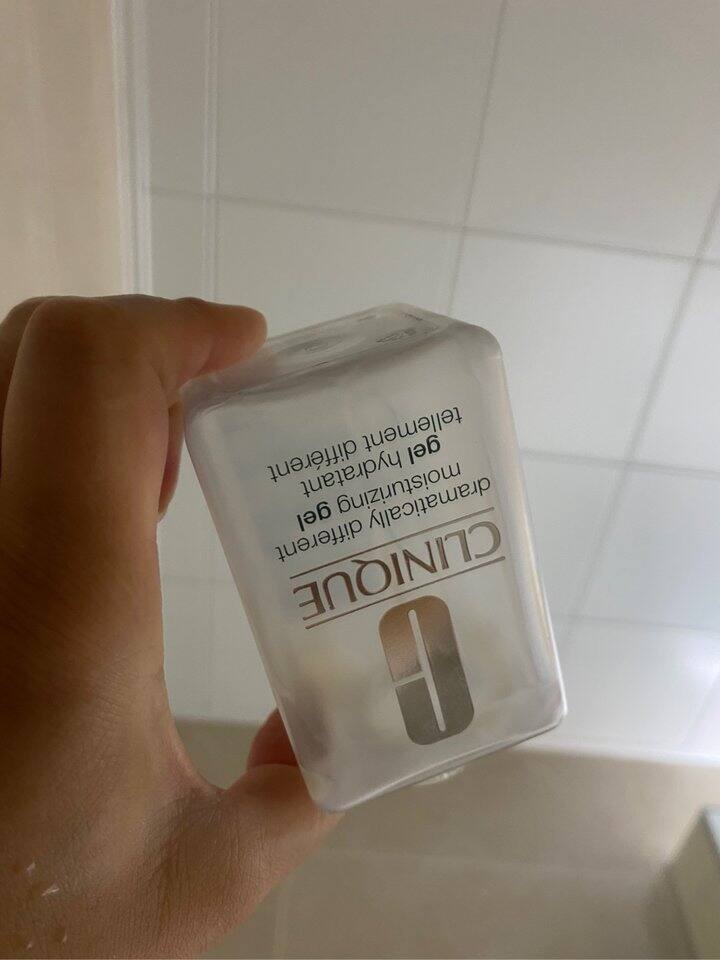 CLINIQUE
dramatically different
moisturizing gel
gel hydratant
tellement différent